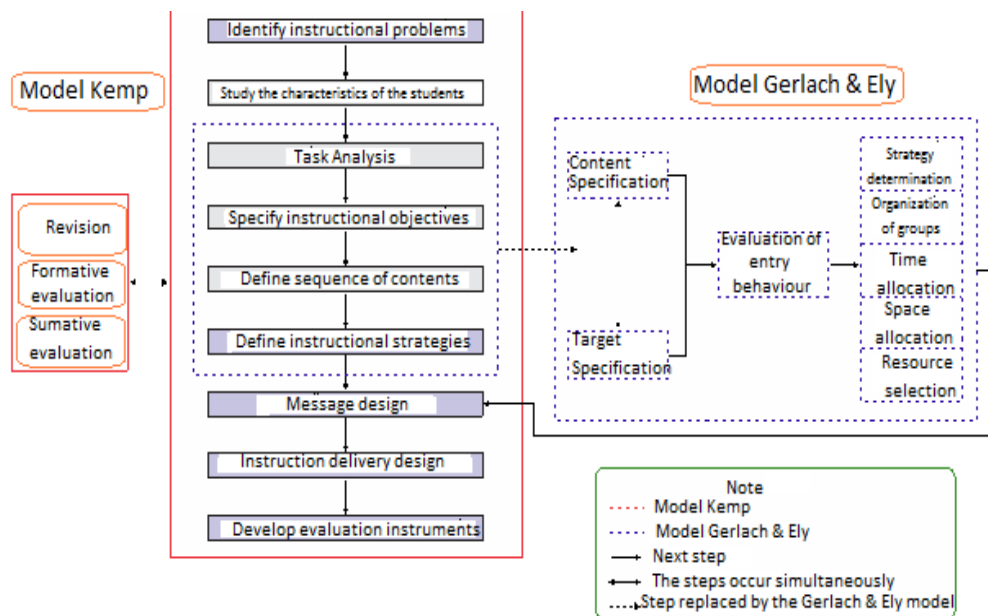 Identify instructional problems
Model Kemp
Study the characteristics of the students
Task Analysis
Specify instructional objectives
Define sequence of contents
Define instructional strategies
Message design
Instruction delivery design
Develop evaluation instruments
Revision
Formative
evaluation
Sumative
evaluation
Model Gerlach & Ely
Content
Specification
Target
Specification
Evaluation of
entry
behaviour
Strategy
determination
Organization
of groups
Time
allocation
Space
allocation
Resource
selection
Note
Model Kemp
Model Gerlach & Ely
Next step
The steps occur simultaneously
Step replaced by the Gerlach & Ely model